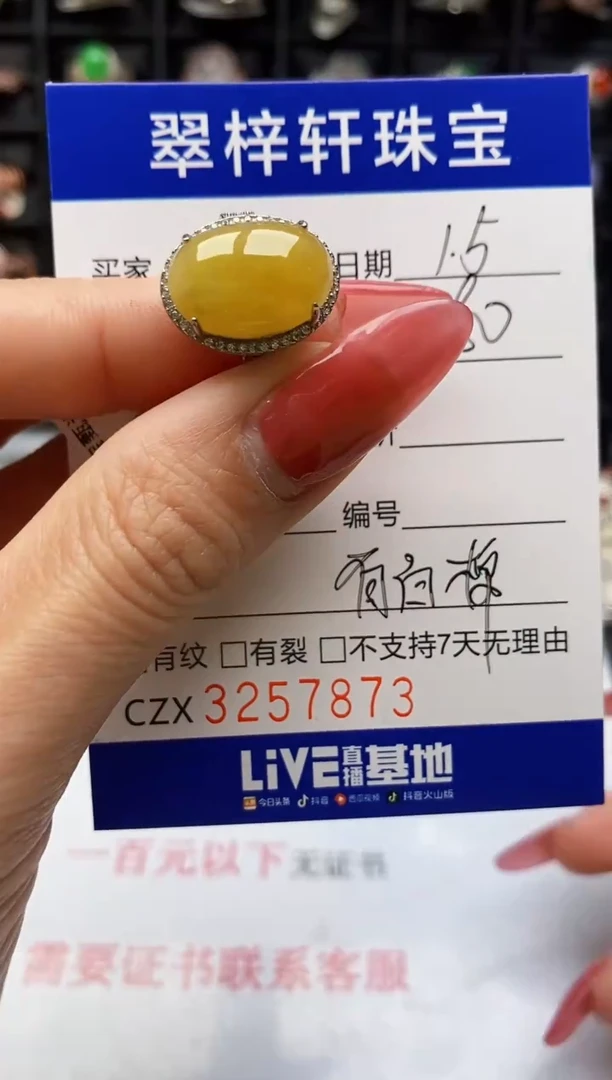 翠梓轩珠宝
买家 日期 1.5
80
编号
有白棉
有纹 □有裂 □不支持7天无理由
CZX 3257873
LiVE直播基地
今日头条 抖音 西瓜视频 抖音火山版
一百元以下无证书
需要证书联系客服